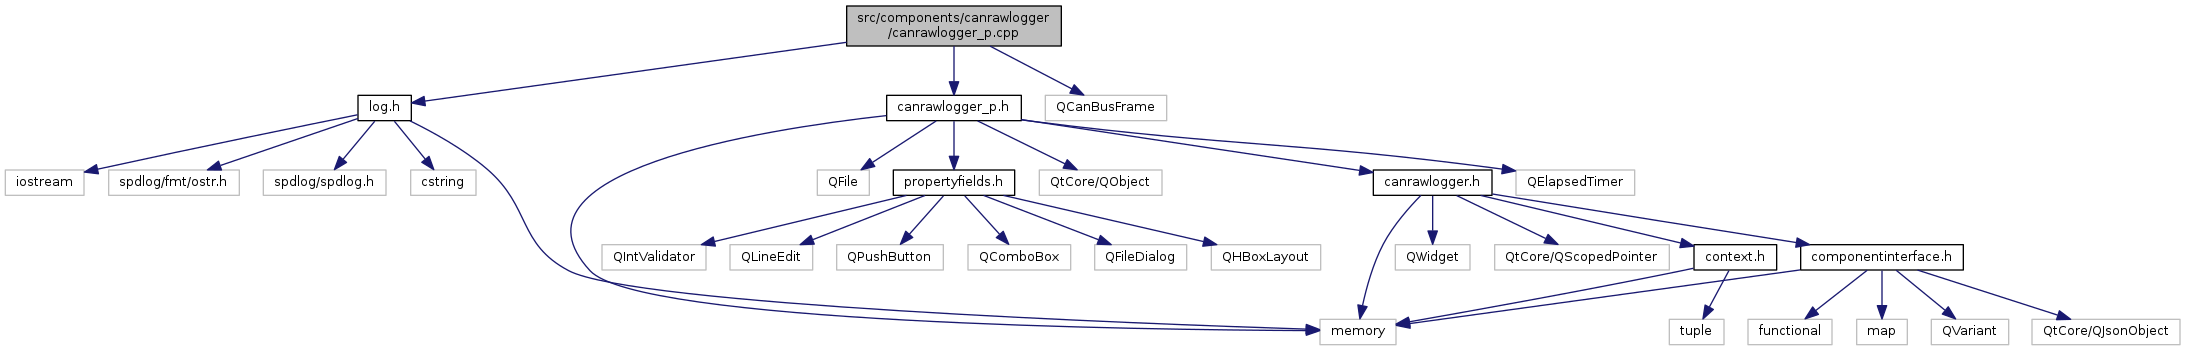 src/components/canrawlogger
/canrawlogger_p.cpp
log.h
canrawlogger_p.h
QCanBusFrame
iostream
spdlog/fmt/ostr.h
spdlog/spdlog.h
cstring
QFile
propertyfields.h
QtCore/QObject
canrawlogger.h
QElapsedTimer
QIntValidator
QLineEdit
QPushButton
QComboBox
QFileDialog
QHBoxLayout
QWidget
QtCore/QScopedPointer
context.h
componentinterface.h
memory
tuple
functional
map
QVariant
QtCore/QJsonObject